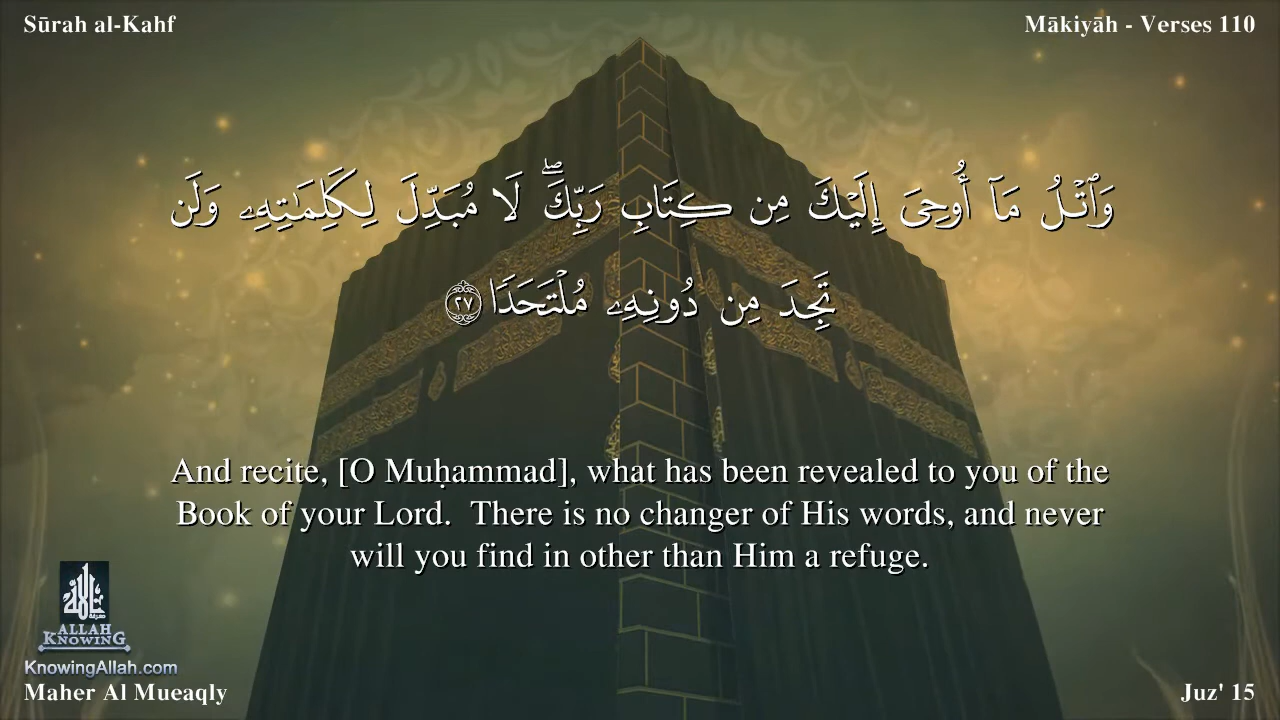 Sūrah al-Kahf
Mākiyāh - Verses 110
وَٱتْلُ مَآ أُوحِىَ إِلَيْكَ مِن كِتَابِ رَبِّكَ ۖ لَا مُبَدِّلَ لِكَلِمَـٰتِهِۦ وَلَن
تَجِدَ مِن دُونِهِۦ مُلْتَحَدًا ٢٧
And recite, [O Muḥammad], what has been revealed to you of the
Book of your Lord.  There is no changer of His words, and never
will you find in other than Him a refuge.
ALLAH
KNOWING
KnowingAllah.com
Maher Al Mueaqly
Juz' 15